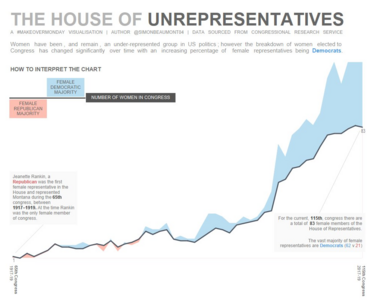 THE HOUSE OF UNREPRESENTATIVES
A #MAKEOVERMONDAY VISUALISATION | AUTHOR @SIMONBEAUMONT04 | DATA SOURCED FROM CONGRESSIONAL RESEARCH SERVICE
Women have been , and remain , an under-represented group in US politics ; however the breakdown of women elected to
Congress has changed significantly over time with an increasing percentage of female representatives being Democrats
HOW TO INTERPRET THE CHART
FEMALE
DEMOCRATIC
MAJORITY
NUMBER OF WOMEN IN CONGRESS
FEMALE
REPUBLICAN
MAJORITY
Jeanette Rankin, a
Republican was the first
female representative in the
House and represented
Montana during the 65th
congress, between
1917-1919. At the time Rankin
was the only female member
of congress.
83
For the current, 115th, congress there are
a total of 83 female members of the
House of Representatives.
The vast majority of female
representatives are Democrats (62 v 21)
65th Congress
1917-19
115th Congress
2017-19